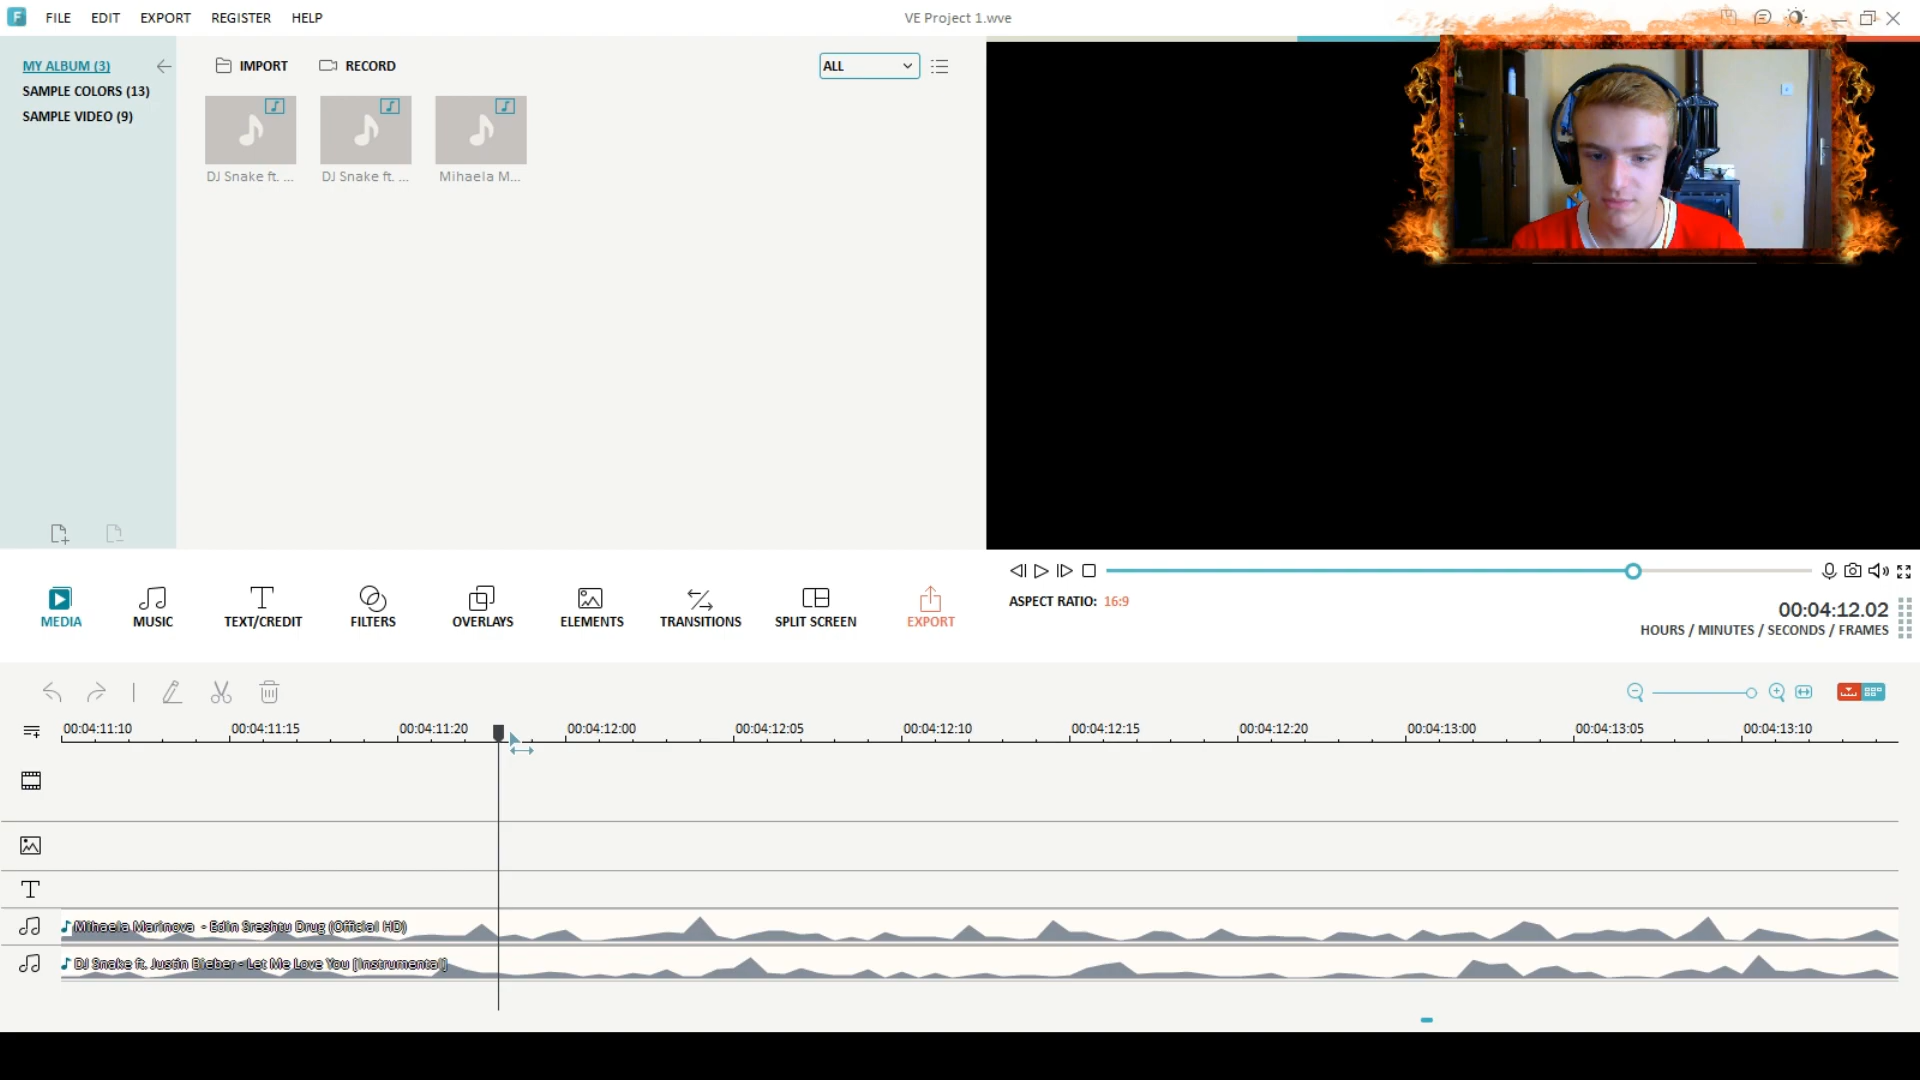 FILE EDIT EXPORT REGISTER HELP
VE Project 1.wve
MY ALBUM (3)
SAMPLE COLORS (13)
SAMPLE VIDEO (9)
IMPORT RECORD
ALL
DJ Snake ft. ... DJ Snake ft. ... Mihaela M...
MEDIA MUSIC TEXT/CREDIT FILTERS OVERLAYS ELEMENTS TRANSITIONS SPLIT SCREEN EXPORT
ASPECT RATIO: 16:9
00:04:12.02
HOURS / MINUTES / SECONDS / FRAMES
00:04:11:10 00:04:11:15 00:04:11:20 00:04:12:00 00:04:12:05 00:04:12:10 00:04:12:15 00:04:12:20 00:04:13:00 00:04:13:05 00:04:13:10
Mihaela Marinova - Edin Sreshtu Drug (Official HD)
DJ Snake ft. Justin Bieber - Let Me Love You [Instrumental]